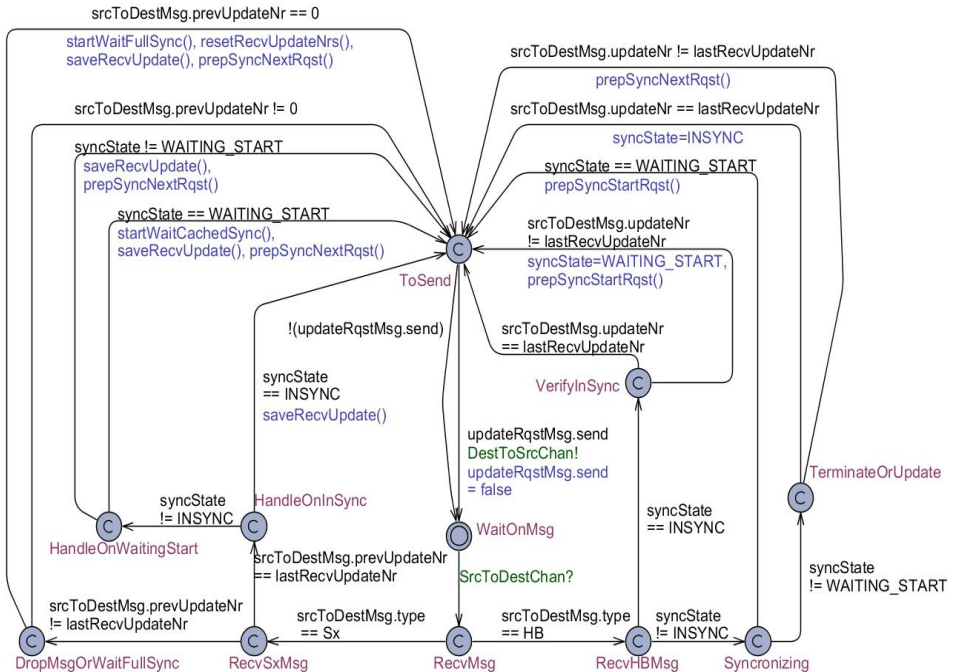 srcToDestMsg.prevUpdateNr == 0
startWaitFullSync(), resetRecvUpdateNrs(),
saveRecvUpdate(), prepSyncNextRqst()
srcToDestMsg.updateNr != lastRecvUpdateNr
prepSyncNextRqst()
srcToDestMsg.prevUpdateNr != 0
srcToDestMsg.updateNr == lastRecvUpdateNr
syncState=INSYNC
syncState != WAITING_START
saveRecvUpdate(),
prepSyncNextRqst()
syncState == WAITING_START
prepSyncStartRqst()
syncState == WAITING_START
startWaitCachedSync(),
saveRecvUpdate(), prepSyncNextRqst()
srcToDestMsg.updateNr
!= lastRecvUpdateNr
syncState=WAITING_START,
prepSyncStartRqst()
C
ToSend
!(updateRqstMsg.send)
srcToDestMsg.updateNr
== lastRecvUpdateNr
syncState
== INSYNC
saveRecvUpdate()
C
VerifyInSync
updateRqstMsg.send
DestToSrcChan!
updateRqstMsg.send
= false
TerminateOrUpdate
C
syncState
!= INSYNC
HandleOnInSync
C
C
HandleOnWaitingStart
WaitOnMsg
syncState
== INSYNC
srcToDestMsg.prevUpdateNr
== lastRecvUpdateNr
SrcToDestChan?
syncState
!= WAITING_START
srcToDestMsg.prevUpdateNr
!= lastRecvUpdateNr
srcToDestMsg.type
== Sx
srcToDestMsg.type
== HB
syncState
!= INSYNC
C
C
C
C
C
DropMsgOrWaitFullSync
RecvSxMsg
RecvMsg
RecvHBMsg
Syncronizing